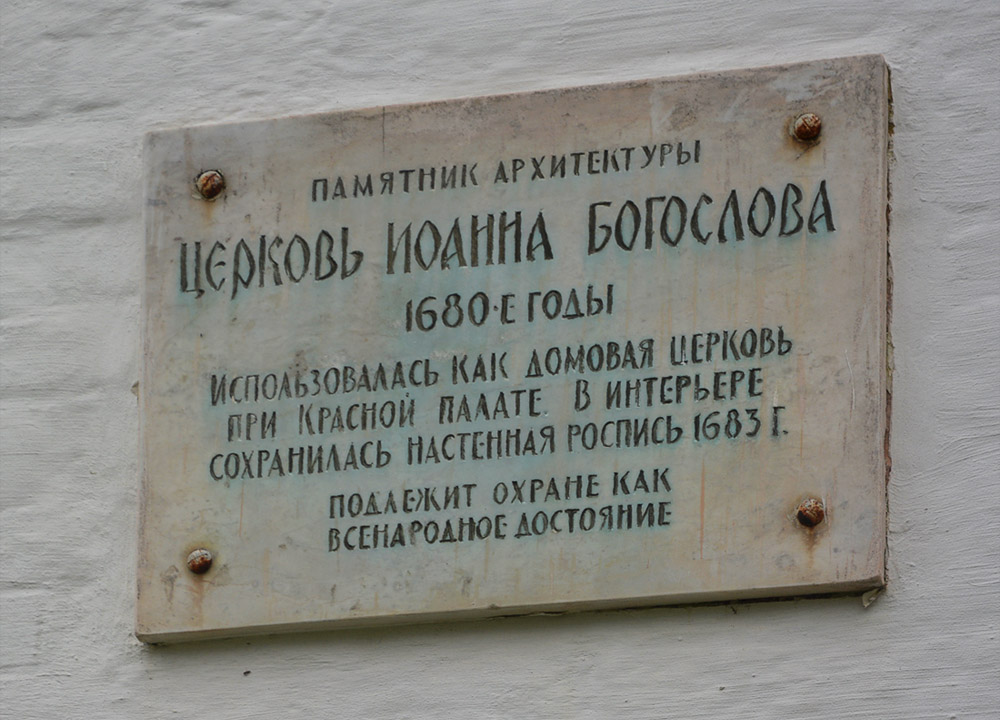 ПАМЯТНИК АРХИТЕКТУРЫ
ЦЕРКОВЬ ИОАННА БОГОСЛОВА
1680-Е ГОДЫ
ИСПОЛЬЗОВАЛАСЬ КАК ДОМОВАЯ ЦЕРКОВЬ
ПРИ КРАСНОЙ ПАЛАТЕ. В ИНТЕРЬЕРЕ
СОХРАНИЛАСЬ НАСТЕННАЯ РОСПИСЬ 1683 Г.
ПОДЛЕЖИТ ОХРАНЕ КАК
ВСЕНАРОДНОЕ ДОСТОЯНИЕ